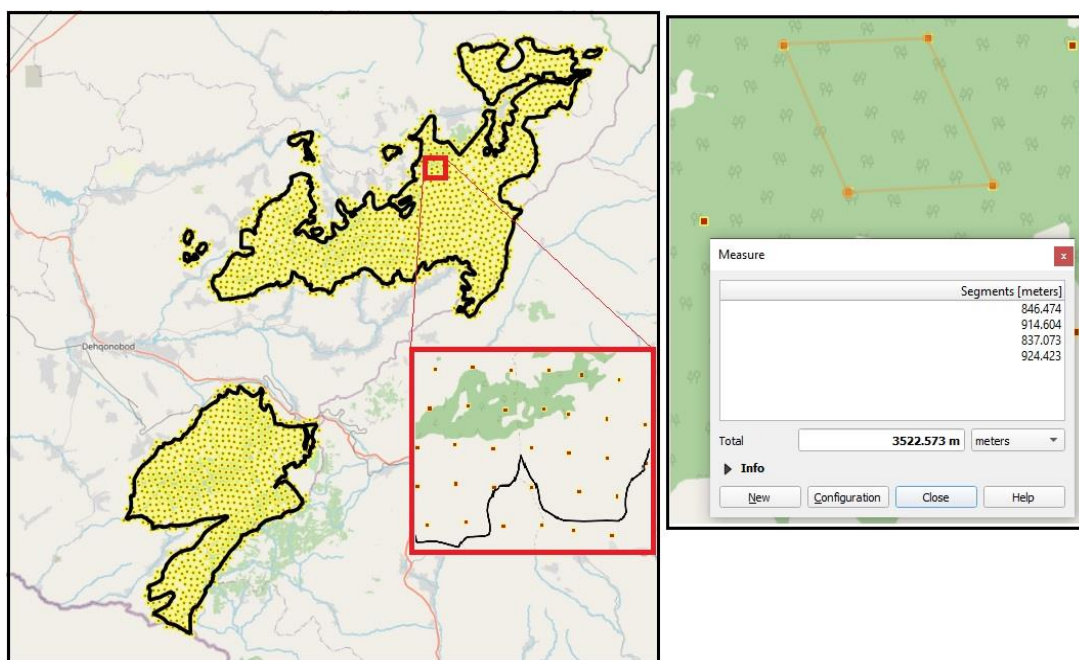 Dehqonobod
Measure
x
Segments [meters]
846.474
914.604
837.073
924.423
Total 3522.573 m meters
Info
New Configuration Close Help